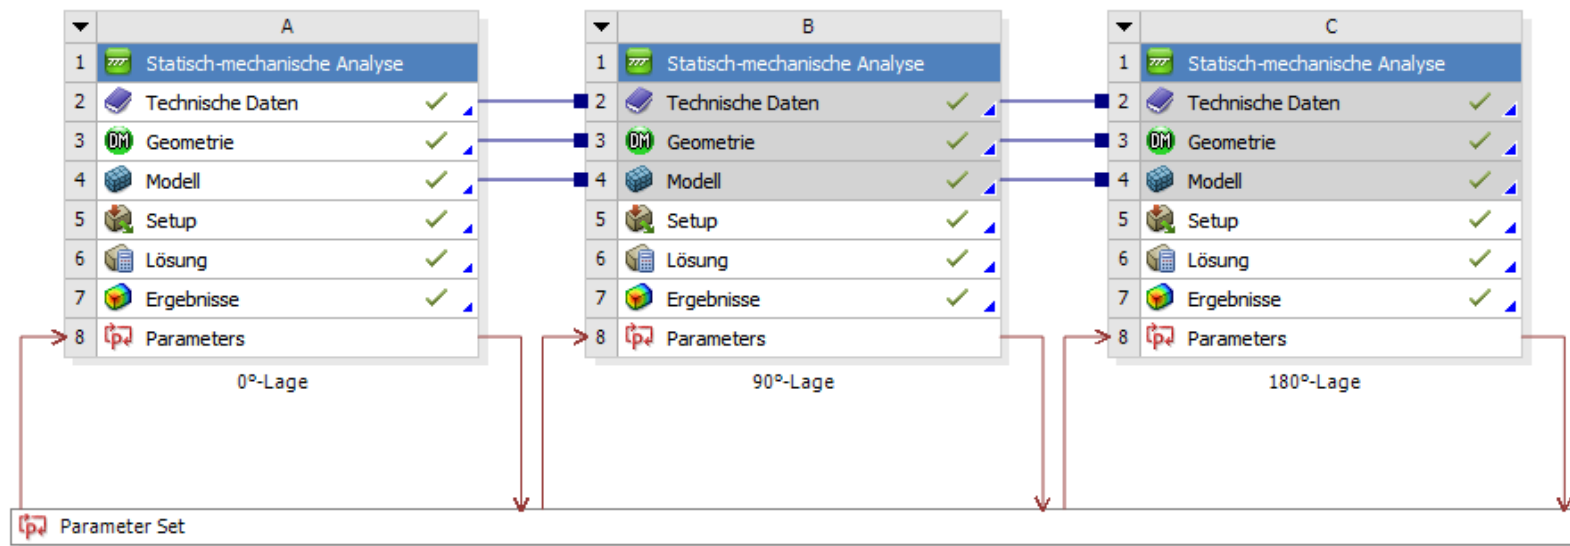 A
1 Statisch-mechanische Analyse
2 Technische Daten
3 DM Geometrie
4 Modell
5 Setup
6 Lösung
7 Ergebnisse
8 p Parameters
0°-Lage
B
1 Statisch-mechanische Analyse
2 Technische Daten
3 DM Geometrie
4 Modell
5 Setup
6 Lösung
7 Ergebnisse
8 p Parameters
90°-Lage
C
1 Statisch-mechanische Analyse
2 Technische Daten
3 DM Geometrie
4 Modell
5 Setup
6 Lösung
7 Ergebnisse
8 p Parameters
180°-Lage
p Parameter Set